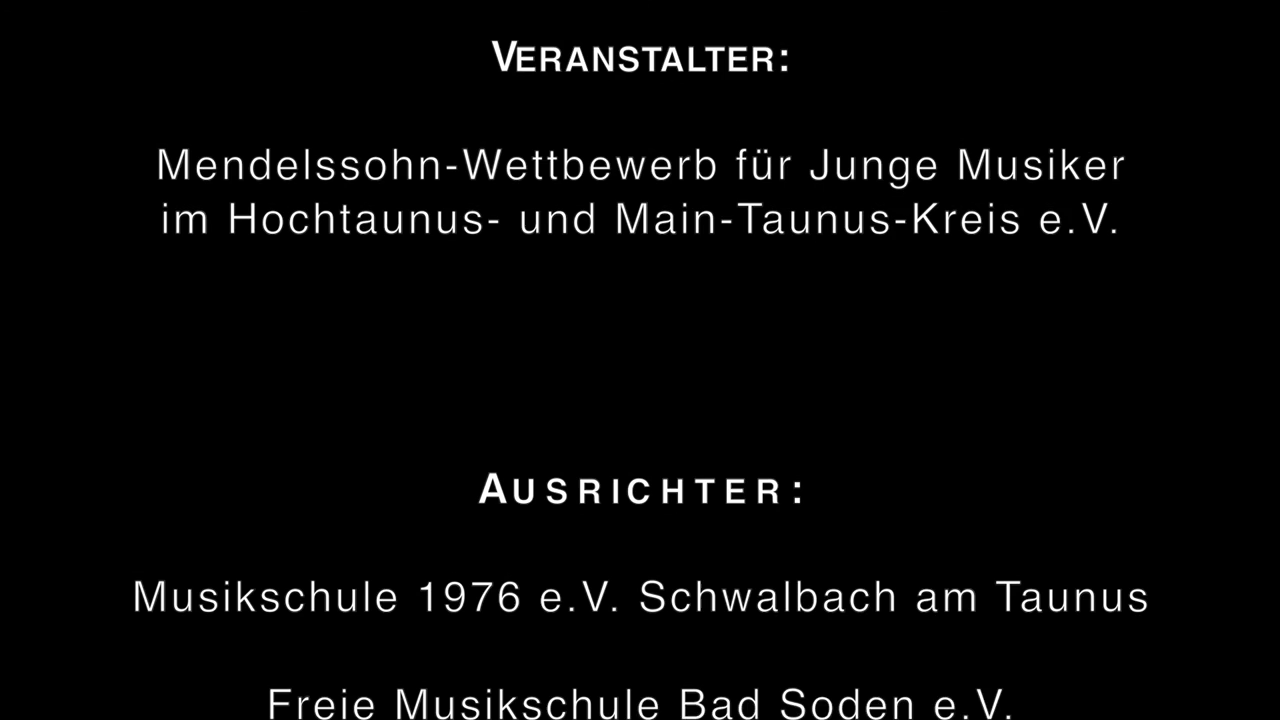 VERANSTALTER:
Mendelssohn-Wettbewerb für Junge Musiker
im Hochtaunus- und Main-Taunus-Kreis e.V.
AUSRICHTER:
Musikschule 1976 e.V. Schwalbach am Taunus
Freie Musikschule Bad Soden e.V.